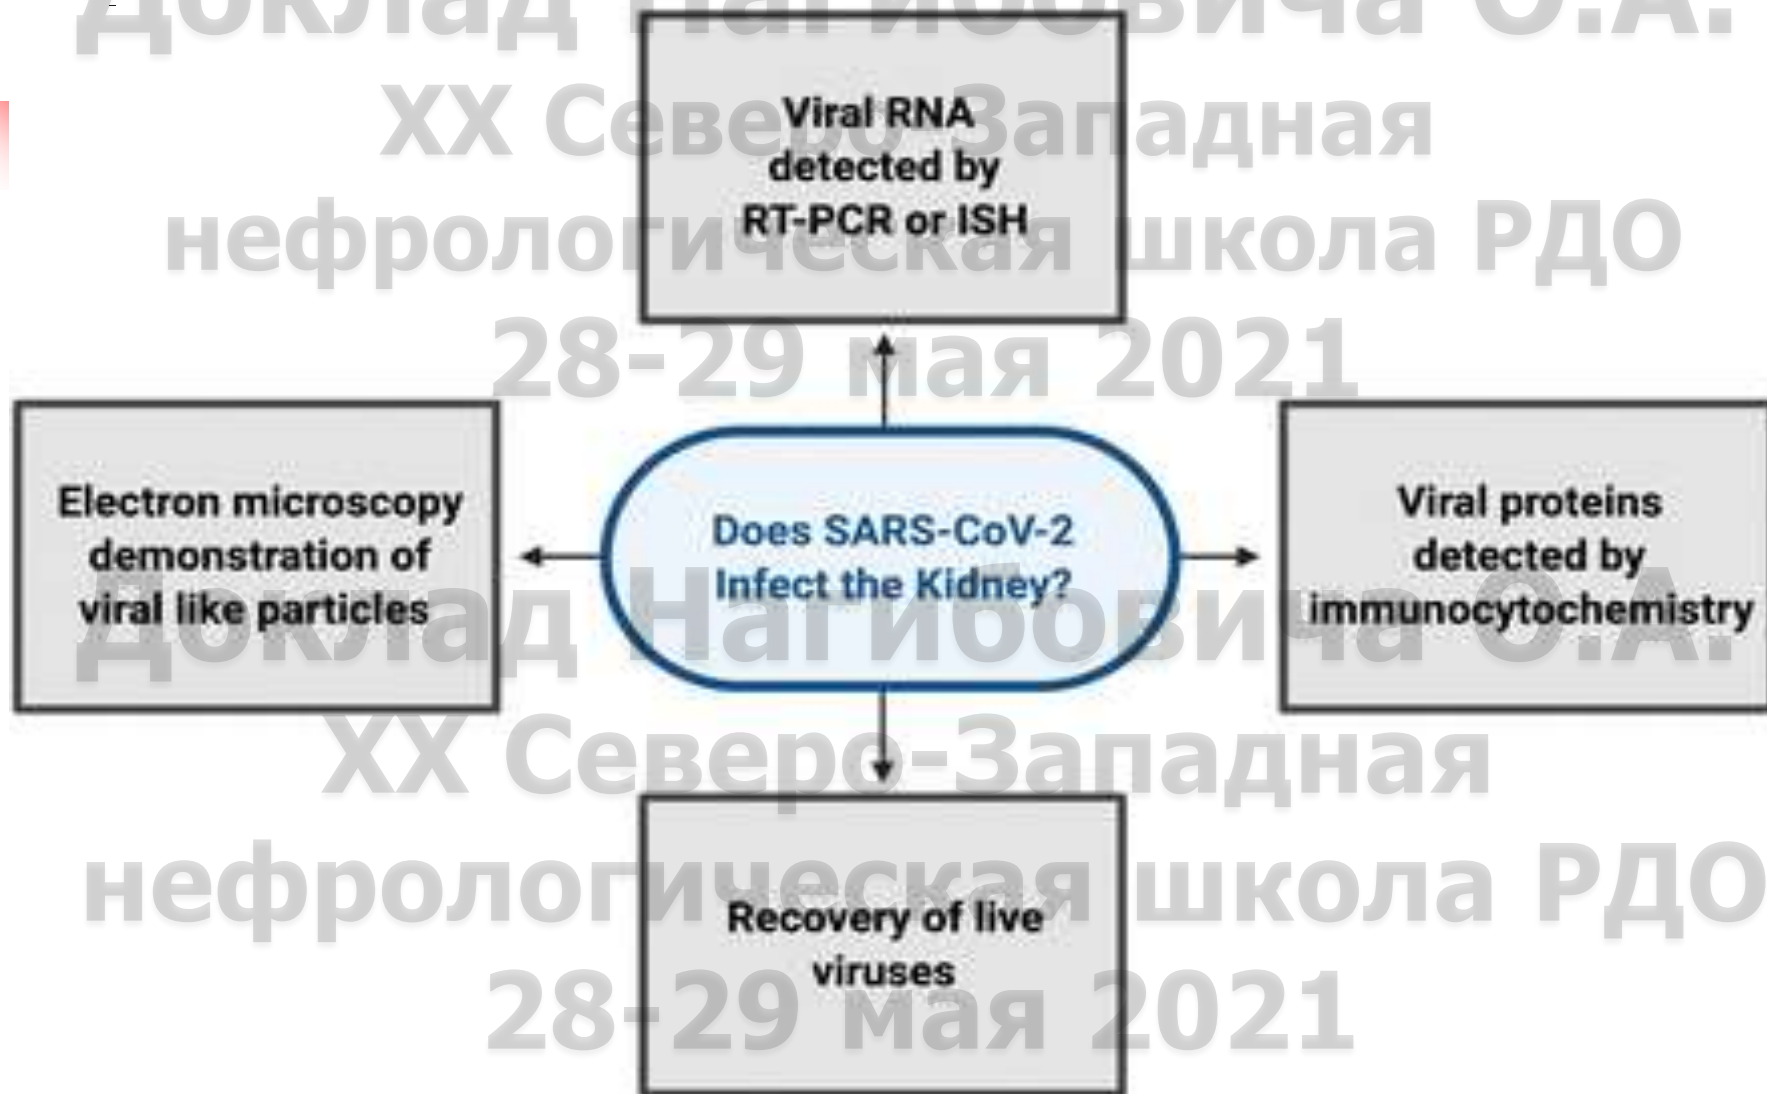 Доклад Нагибовича О.А.
XX Северо-Западная
нефрологическая школа РДО
28-29 мая 2021
Viral RNA
detected by
RT-PCR or ISH
Electron microscopy
demonstration of
viral like particles
Does SARS-CoV-2
Infect the Kidney?
Viral proteins
detected by
immunocytochemistry
Доклад Нагибовича О.А.
XX Северо-Западная
нефрологическая школа РДО
28-29 мая 2021
Recovery of live
viruses